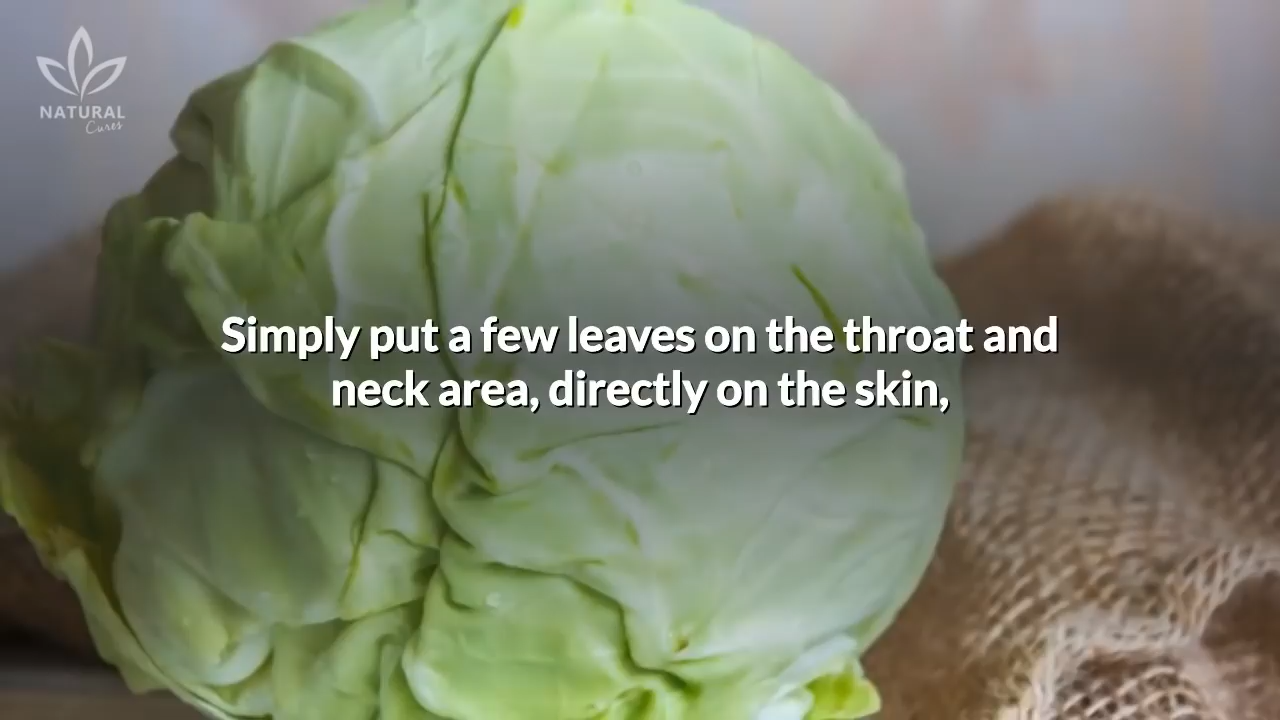 NATURAL
Cures
Simply put a few leaves on the throat and
neck area, directly on the skin,